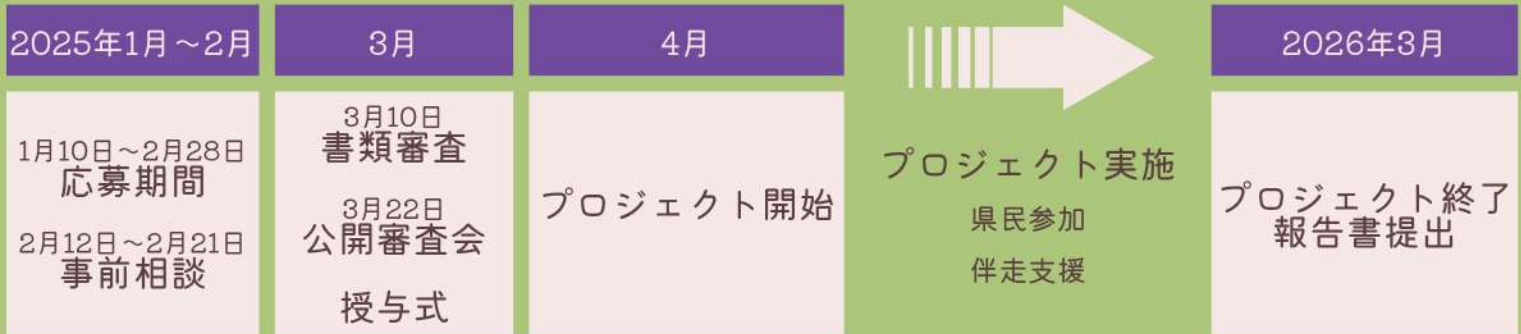 2025年1月～2月
1月10日～2月28日
応募期間
2月12日～2月21日
事前相談
3月
3月10日
書類審査
3月22日
公開審査会
授与式
4月
プロジェクト開始
プロジェクト実施
県民参加
伴走支援
2026年3月
プロジェクト終了
報告書提出